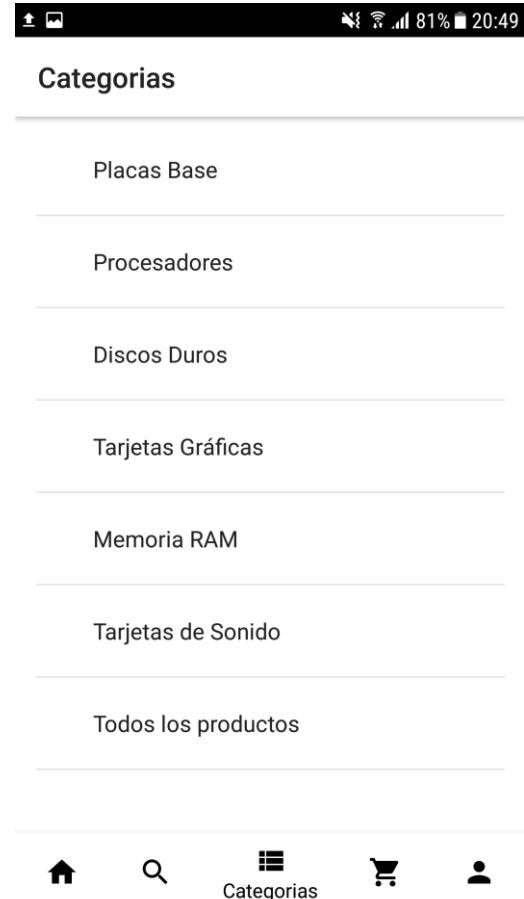 81% 20:49
Categorias
Placas Base
Procesadores
Discos Duros
Tarjetas Gráficas
Memoria RAM
Tarjetas de Sonido
Todos los productos
Categorias